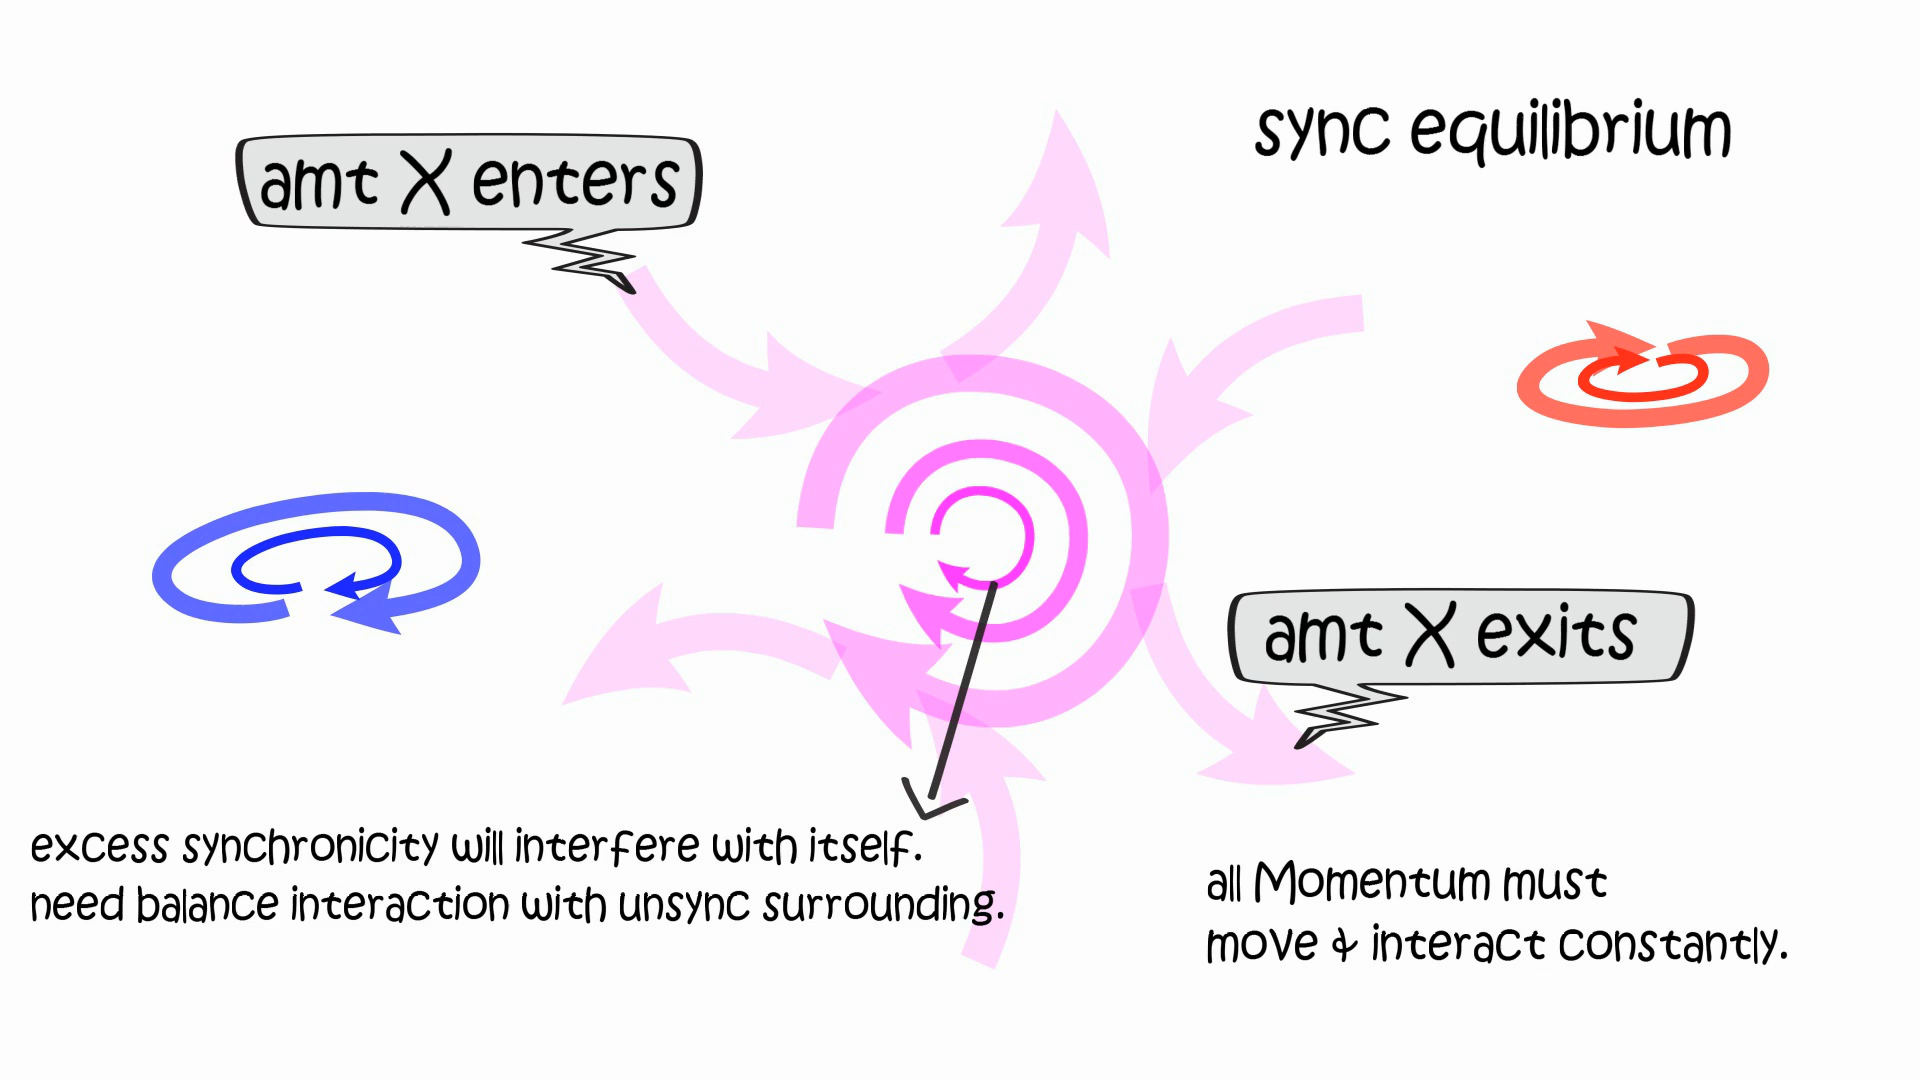 sync equilibrium
amt X enters
amt X exits
excess synchronicity will interfere with itself.
need balance interaction with unsync surrounding.
all Momentum must
move & interact constantly.